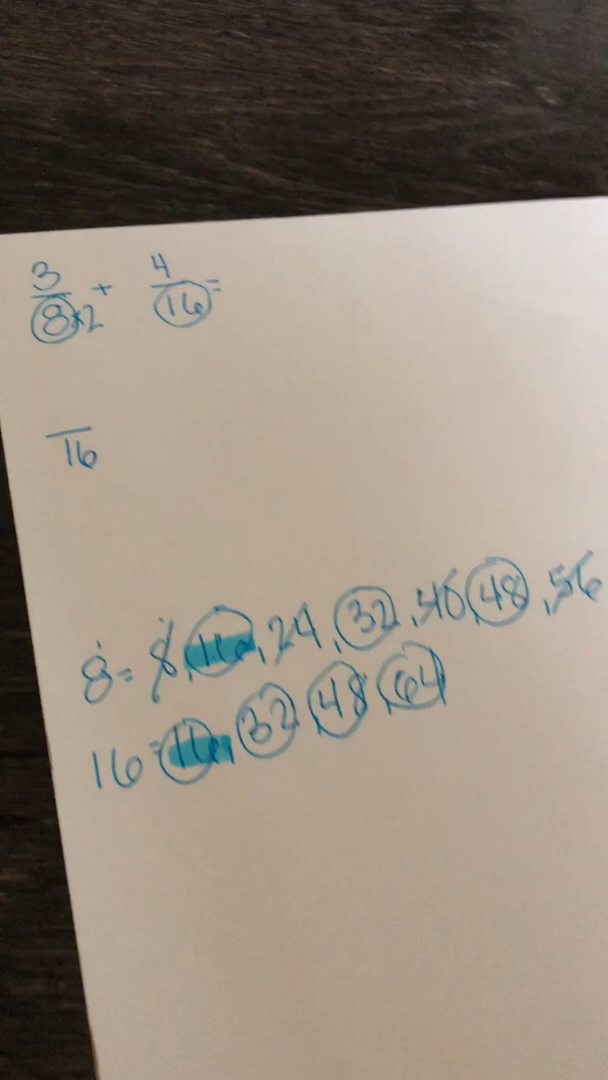 3/8×2 + 4/16 =
/16
8 = 8, 16, 24, 32, 40, 48, 56
16 = 16, 32, 48, 64